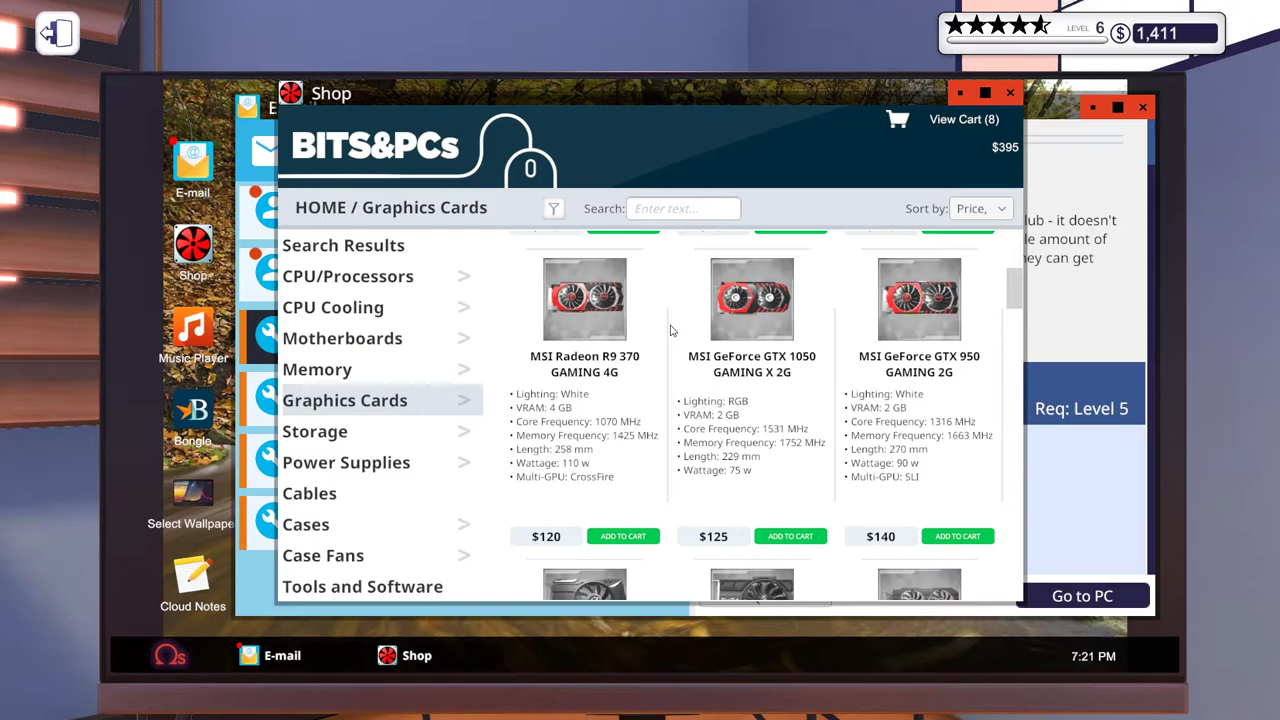 LEVEL 6 $ 1,411
Shop
BITS&PCs
View Cart (8)
$395
HOME / Graphics Cards
Search: Enter text...
Sort by: Price,
Search Results
CPU/Processors >
CPU Cooling >
Motherboards >
Memory >
Graphics Cards >
Storage >
Power Supplies >
Cables
Cases >
Case Fans >
Tools and Software
MSI Radeon R9 370
GAMING 4G
• Lighting: White
• VRAM: 4 GB
• Core Frequency: 1070 MHz
• Memory Frequency: 1425 MHz
• Length: 258 mm
• Wattage: 110 w
• Multi-GPU: CrossFire
$120 ADD TO CART
MSI GeForce GTX 1050
GAMING X 2G
• Lighting: RGB
• VRAM: 2 GB
• Core Frequency: 1531 MHz
• Memory Frequency: 1752 MHz
• Length: 229 mm
• Wattage: 75 w
$125 ADD TO CART
MSI GeForce GTX 950
GAMING 2G
• Lighting: White
• VRAM: 2 GB
• Core Frequency: 1316 MHz
• Memory Frequency: 1663 MHz
• Length: 270 mm
• Wattage: 90 w
• Multi-GPU: SLI
$140 ADD TO CART
lub - it doesn't
le amount of
hey can get
Req: Level 5
Go to PC
E-mail
Shop
Music Player
Bongle
Select Wallpape
Cloud Notes
Ωs
E-mail
Shop
7:21 PM